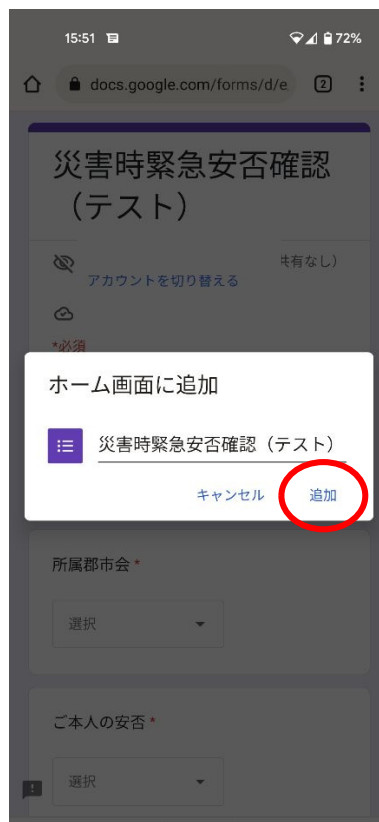 15:51
72%
docs.google.com/forms/d/e
2
災害時緊急安否確認
（テスト）
有なし）
アカウントを切り替える
*必須
ホーム画面に追加
災害時緊急安否確認（テスト）
キャンセル
追加
所属郡市会 *
選択
ご本人の安否 *
選択